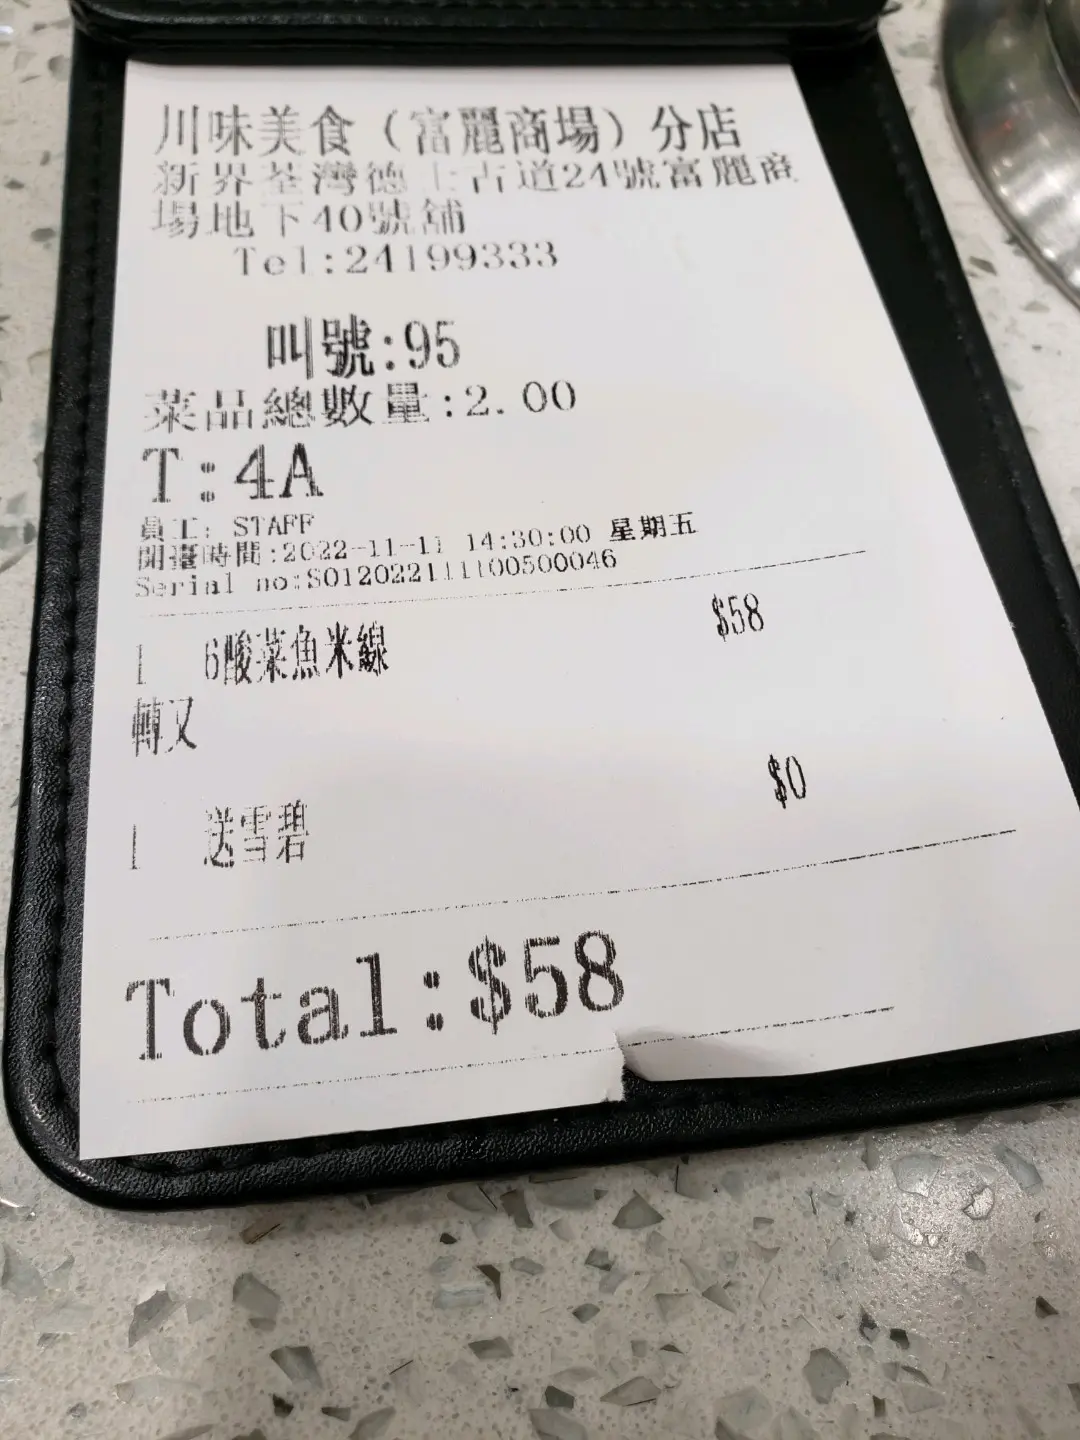 川味美食（富麗商場）分店
新界荃灣德士古道24號富麗商
場地下40號舖
Tel:24199333
叫號:95
菜品總數量:2.00
T:4A
員工: STAFF
開臺時間:2022-11-11 14:30:00 星期五
Serial no:S012022111100500046
1 6酸菜魚米線 $58
轉叉
1 送雪碧 $0
Total:$58